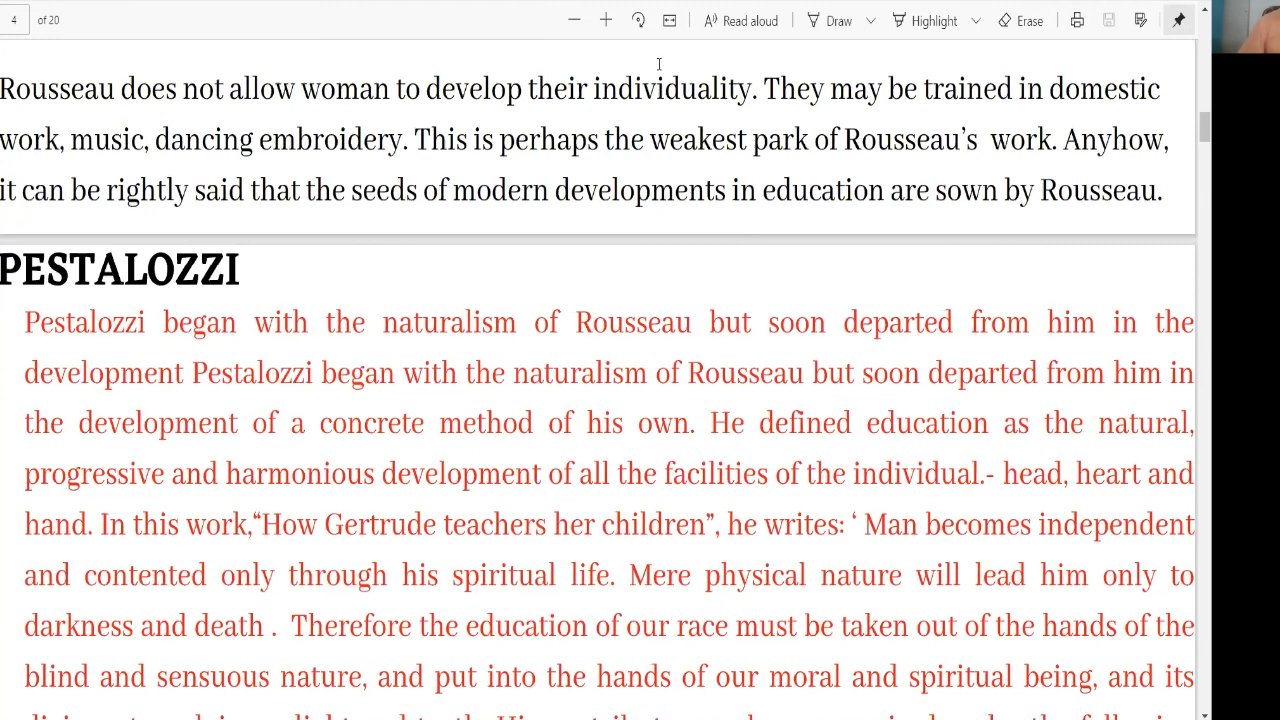 4 of 20 Read aloud Draw Highlight Erase
Rousseau does not allow woman to develop their individuality. They may be trained in domestic
work, music, dancing embroidery. This is perhaps the weakest park of Rousseau’s work. Anyhow,
it can be rightly said that the seeds of modern developments in education are sown by Rousseau.
PESTALOZZI
Pestalozzi began with the naturalism of Rousseau but soon departed from him in the
development Pestalozzi began with the naturalism of Rousseau but soon departed from him in
the development of a concrete method of his own. He defined education as the natural,
progressive and harmonious development of all the facilities of the individual.- head, heart and
hand. In this work,“How Gertrude teachers her children”, he writes: ‘ Man becomes independent
and contented only through his spiritual life. Mere physical nature will lead him only to
darkness and death . Therefore the education of our race must be taken out of the hands of the
blind and sensuous nature, and put into the hands of our moral and spiritual being, and its